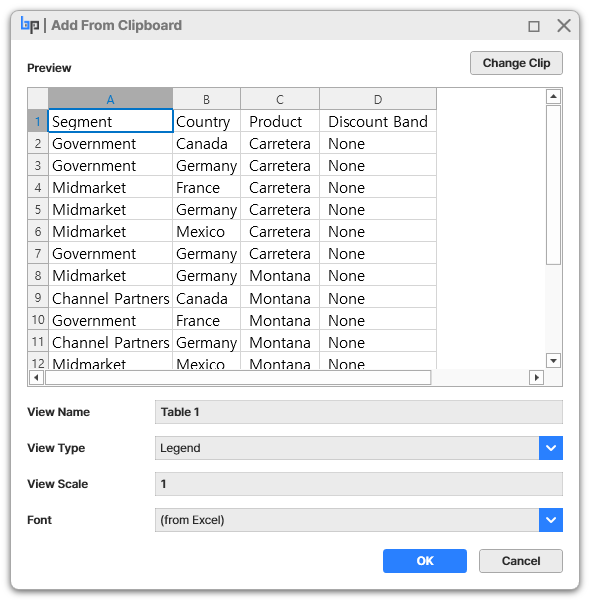 bp | Add From Clipboard
Preview
Change Clip
A B C D
1 Segment Country Product Discount Band
2 Government Canada Carretera None
3 Government Germany Carretera None
4 Midmarket France Carretera None
5 Midmarket Germany Carretera None
6 Midmarket Mexico Carretera None
7 Government Germany Carretera None
8 Midmarket Germany Montana None
9 Channel Partners Canada Montana None
10 Government France Montana None
11 Channel Partners Germany Montana None
12 Midmarket Mexico Montana None
View Name Table 1
View Type Legend
View Scale 1
Font (from Excel)
OK Cancel